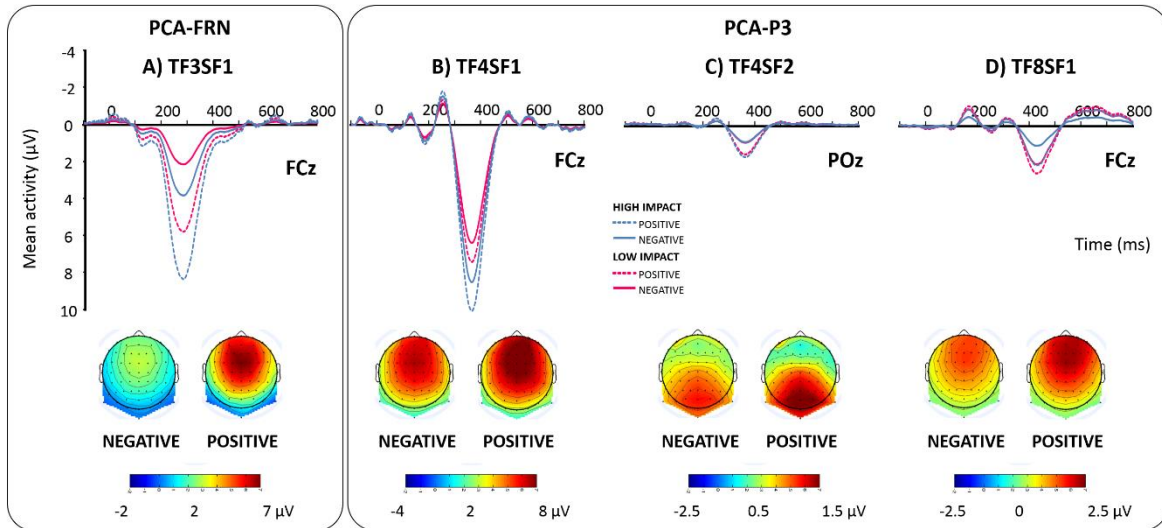 PCA-FRN
PCA-P3
A) TF3SF1
B) TF4SF1
C) TF4SF2
D) TF8SF1
Mean activity (µV)
-4
-2
0
2
4
6
8
10
0 200 400 600 800
FCz
0 200 400 600 800
FCz
0 200 400 600 800
POz
0 200 400 600 800
FCz
HIGH IMPACT
POSITIVE
NEGATIVE
LOW IMPACT
POSITIVE
NEGATIVE
Time (ms)
NEGATIVE POSITIVE
NEGATIVE POSITIVE
NEGATIVE POSITIVE
NEGATIVE POSITIVE
-2 2 7 µV
-4 2 8 µV
-2.5 0.5 1.5 µV
-2.5 0 2.5 µV